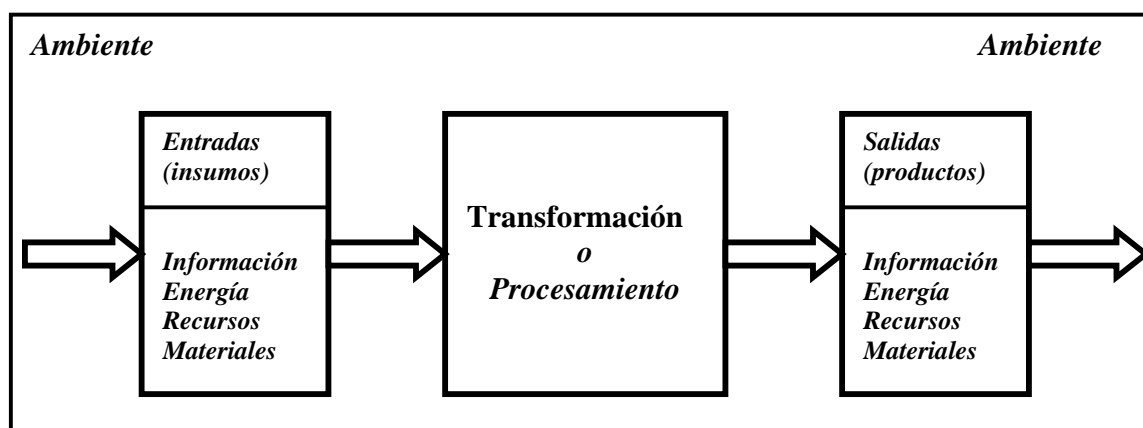 Ambiente
Ambiente
Entradas
(insumos)
Información
Energía
Recursos
Materiales
Transformación
o
Procesamiento
Salidas
(productos)
Información
Energía
Recursos
Materiales